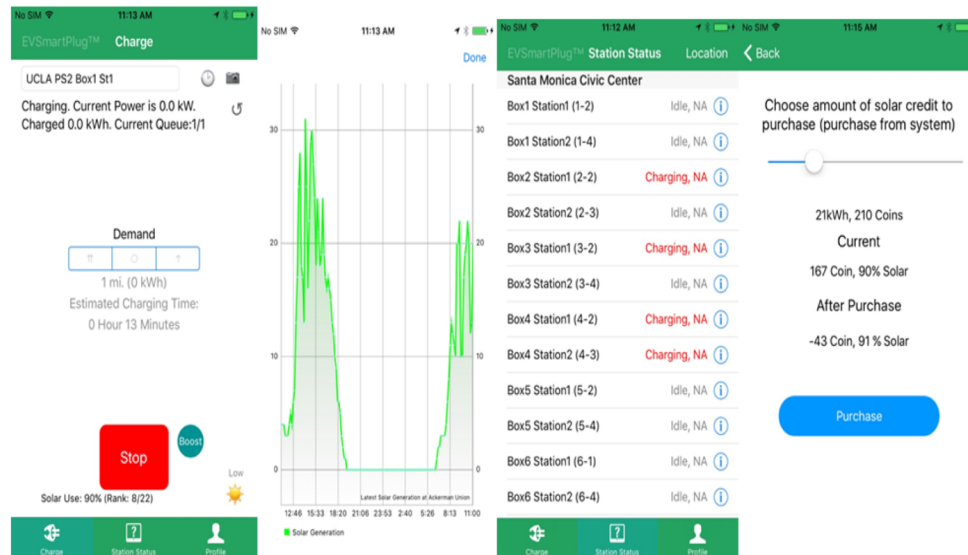 No SIM 11:13 AM
EVSmartPlug™ Charge
UCLA PS2 Box1 St1
Charging. Current Power is 0.0 kW.
Charged 0.0 kWh. Current Queue:1/1
Demand
1 mi. (0 kWh)
Estimated Charging Time:
0 Hour 13 Minutes
Stop
Boost
Low
Solar Use: 90% (Rank: 8/22)
Charge Station Status Profile
No SIM 11:13 AM
Done
30 30
20 20
10 10
0 0
Latest Solar Generation at Ackerman Union
12:46 15:33 18:20 21:06 23:53 2:40 5:26 8:13 11:00
Solar Generation
No SIM 11:12 AM
EVSmartPlug™ Station Status Location
Santa Monica Civic Center
Box1 Station1 (1-2) Idle, NA
Box1 Station2 (1-4) Idle, NA
Box2 Station1 (2-2) Charging, NA
Box2 Station2 (2-3) Idle, NA
Box3 Station1 (3-2) Charging, NA
Box3 Station2 (3-4) Idle, NA
Box4 Station1 (4-2) Charging, NA
Box4 Station2 (4-3) Charging, NA
Box5 Station1 (5-2) Idle, NA
Box5 Station2 (5-4) Idle, NA
Box6 Station1 (6-1) Idle, NA
Box6 Station2 (6-4) Idle, NA
Charge Station Status Profile
No SIM 11:15 AM
Back
Choose amount of solar credit to
purchase (purchase from system)
21kWh, 210 Coins
Current
167 Coin, 90% Solar
After Purchase
-43 Coin, 91 % Solar
Purchase